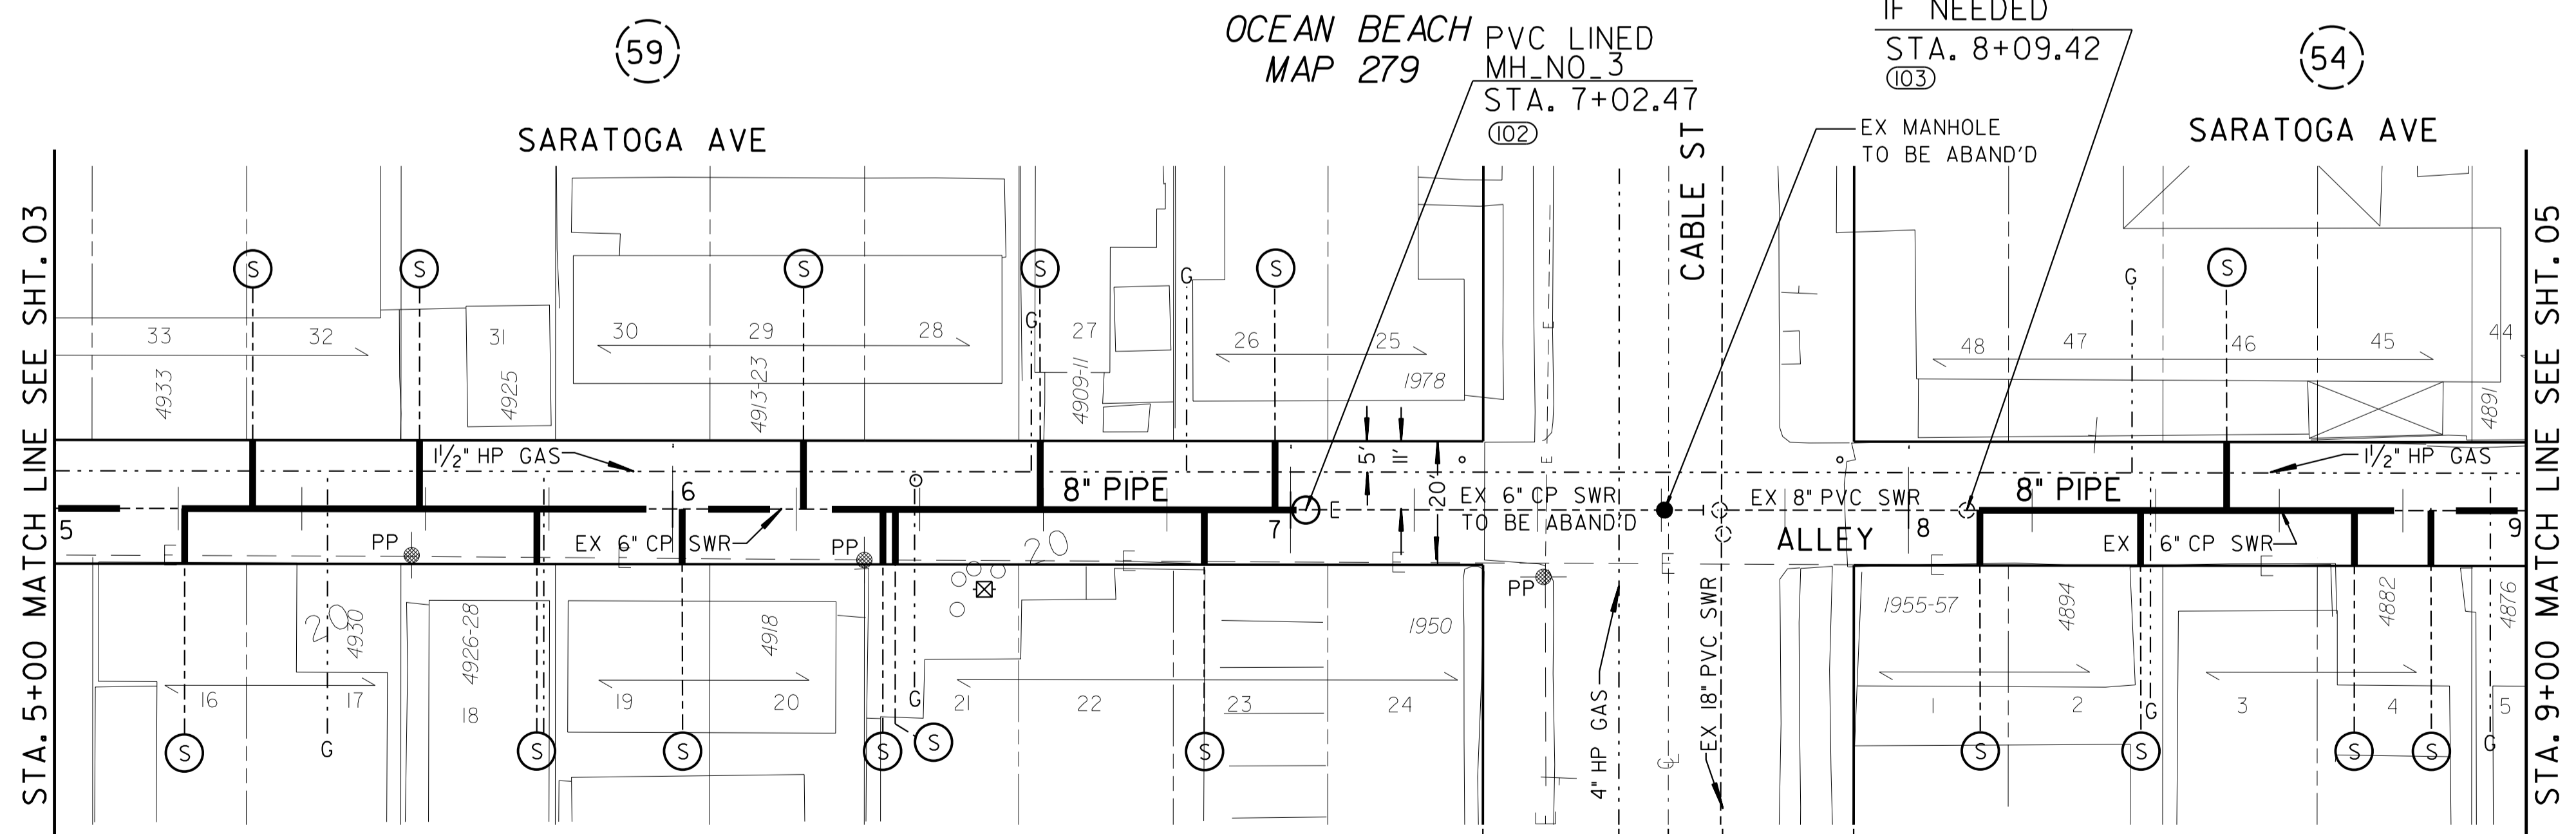 59
OCEAN BEACH
MAP 279
PVC LINED
MH_NO_3
STA. 7+02.47
102
IF NEEDED
STA. 8+09.42
103
54
SARATOGA AVE
SARATOGA AVE
CABLE ST
EX MANHOLE
TO BE ABAND'D
STA. 5+00 MATCH LINE SEE SHT. 03
STA. 9+00 MATCH LINE SEE SHT. 05
S
S
S
S
S
S
G
G
G
33
32
31
30
29
28
27
26
25
48
47
46
45
44
4933
4925
4913-23
4909-11
1978
4891
1 1/2" HP GAS
1 1/2" HP GAS
5'
11'
20'
5
6
7
8
9
8" PIPE
8" PIPE
E
EX 6" CP SWR
TO BE ABAND'D
EX 8" PVC SWR
ALLEY
EX 6" CP SWR
EX 6" CP SWR
PP
PP
PP
E
E
E
E
E
E
E
E
E
20
20
4930
4926-28
4918
1950
1955-57
4894
4882
4876
16
17
18
19
20
21
22
23
24
1
2
3
4
5
4" HP GAS
EX 18" PVC SWR
G
G
G
G
G
S
S
S
S
S
S
S
S
S
S